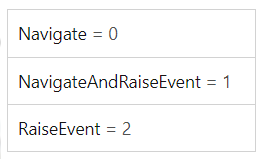 Navigate = 0
NavigateAndRaiseEvent = 1
RaiseEvent = 2